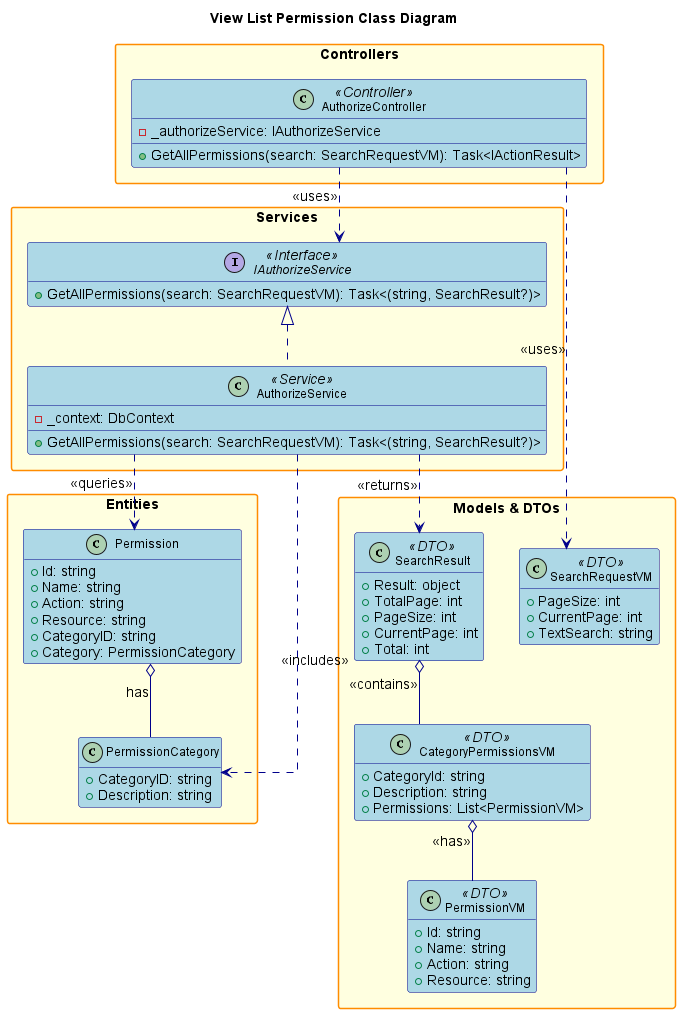 View List Permission Class Diagram
Controllers
C
«Controller»
AuthorizeController
_authorizeService: IAuthorizeService
GetAllPermissions(search: SearchRequestVM): Task<IActionResult>
«uses»
Services
I
«Interface»
IAuthorizeService
GetAllPermissions(search: SearchRequestVM): Task<(string, SearchResult?)>
«uses»
C
«Service»
AuthorizeService
_context: DbContext
GetAllPermissions(search: SearchRequestVM): Task<(string, SearchResult?)>
«queries»
«returns»
Entities
C
Permission
Id: string
Name: string
Action: string
Resource: string
CategoryID: string
Category: PermissionCategory
has
«includes»
C
PermissionCategory
CategoryID: string
Description: string
Models & DTOs
C
«DTO»
SearchResult
Result: object
TotalPage: int
PageSize: int
CurrentPage: int
Total: int
C
«DTO»
SearchRequestVM
PageSize: int
CurrentPage: int
TextSearch: string
«contains»
C
«DTO»
CategoryPermissionsVM
CategoryId: string
Description: string
Permissions: List<PermissionVM>
«has»
C
«DTO»
PermissionVM
Id: string
Name: string
Action: string
Resource: string